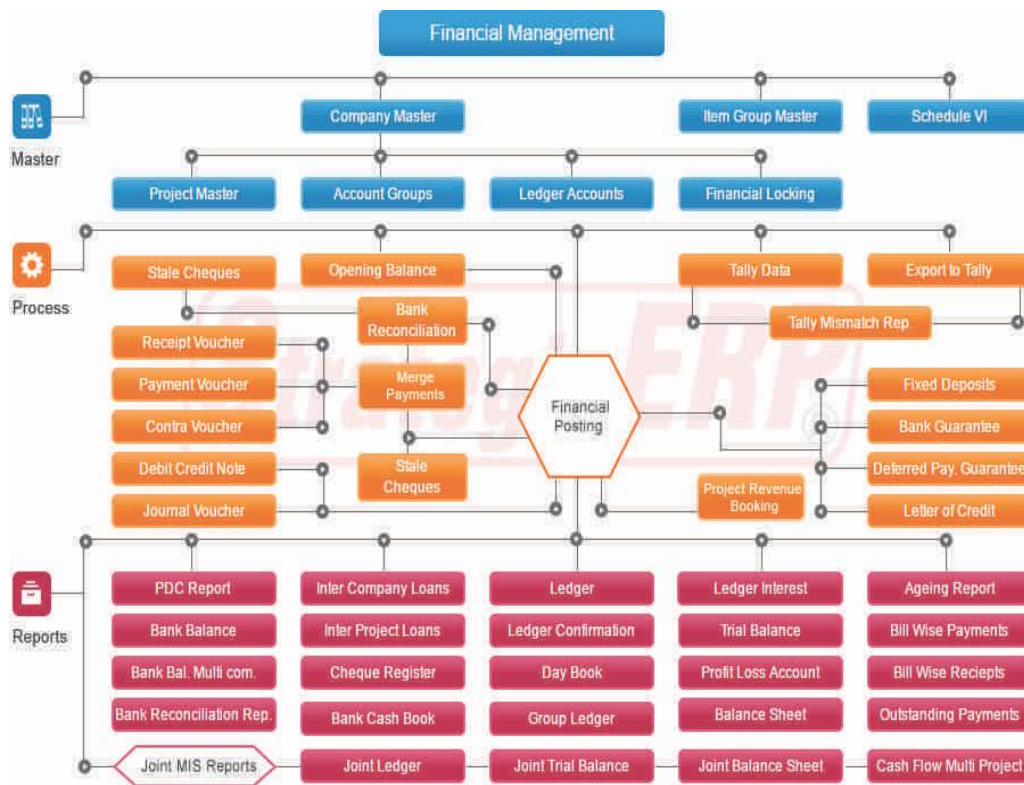 Financial Management
Company Master
Item Group Master
Schedule VI
Master
Project Master
Account Groups
Ledger Accounts
Financial Locking
Process
Stale Cheques
Opening Balance
Tally Data
Export to Tally
Bank
Reconciliation
Tally Mismatch Rep.
Receipt Voucher
Payment Voucher
Merge
Payments
Contra Voucher
Debit Credit Note
Stale
Cheques
Journal Voucher
Financial
Posting
Fixed Deposits
Bank Guarantee
Deferred Pay. Guarantee
Project Revenue
Booking
Letter of Credit
Strategic ERP
Reports
PDC Report
Inter Company Loans
Ledger
Ledger Interest
Ageing Report
Bank Balance
Inter Project Loans
Ledger Confirmation
Trial Balance
Bill Wise Payments
Bank Bal. Multi com.
Cheque Register
Day Book
Profit Loss Account
Bill Wise Reciepts
Bank Reconciliation Rep.
Bank Cash Book
Group Ledger
Balance Sheet
Outstanding Payments
Joint MIS Reports
Joint Ledger
Joint Trial Balance
Joint Balance Sheet
Cash Flow Multi Project